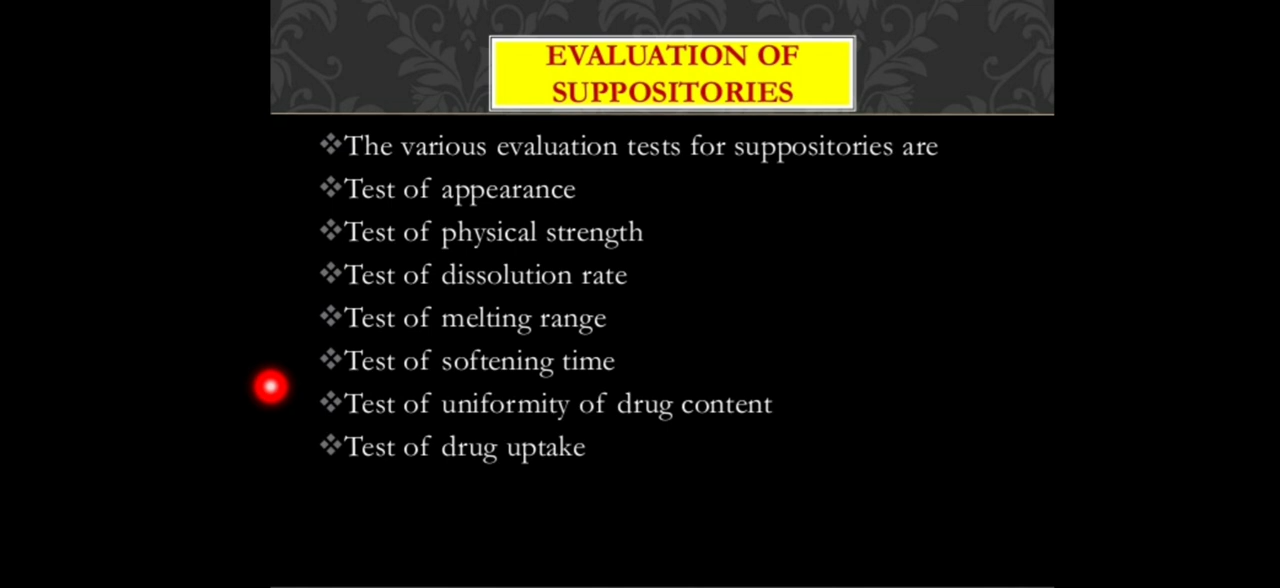 EVALUATION OF
SUPPOSITORIES
The various evaluation tests for suppositories are
Test of appearance
Test of physical strength
Test of dissolution rate
Test of melting range
Test of softening time
Test of uniformity of drug content
Test of drug uptake